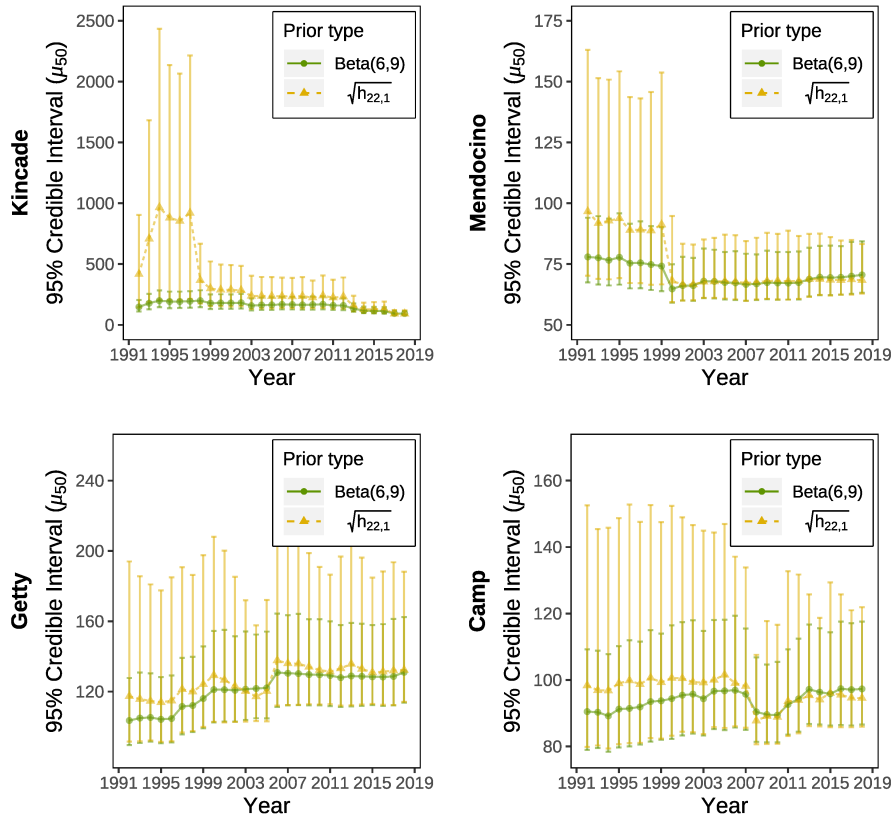 Kincade
95% Credible Interval (μ50)
2500
2000
1500
1000
500
0
1991 1995 1999 2003 2007 2011 2015 2019
Year
Prior type
Beta(6,9)
√h22,1
Mendocino
95% Credible Interval (μ50)
175
150
125
100
75
50
1991 1995 1999 2003 2007 2011 2015 2019
Year
Prior type
Beta(6,9)
√h22,1
Getty
95% Credible Interval (μ50)
240
200
160
120
1991 1995 1999 2003 2007 2011 2015 2019
Year
Prior type
Beta(6,9)
√h22,1
Camp
95% Credible Interval (μ50)
160
140
120
100
80
1991 1995 1999 2003 2007 2011 2015 2019
Year
Prior type
Beta(6,9)
√h22,1